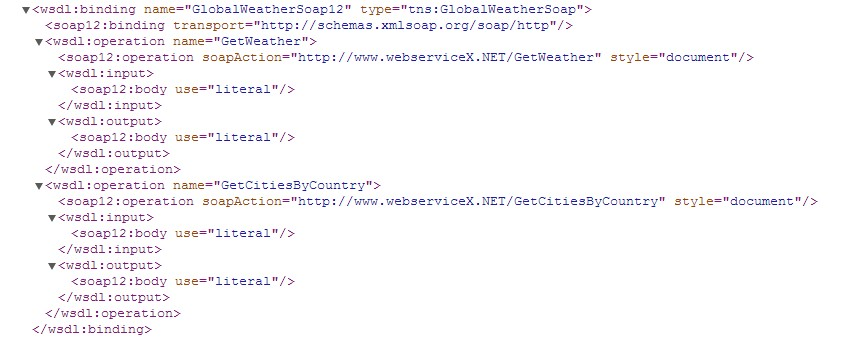 ▼<wsdl:binding name="GlobalWeatherSoap12" type="tns:GlobalWeatherSoap">
<soap12:binding transport="http://schemas.xmlsoap.org/soap/http"/>
▼<wsdl:operation name="GetWeather">
<soap12:operation soapAction="http://www.webserviceX.NET/GetWeather" style="document"/>
▼<wsdl:input>
<soap12:body use="literal"/>
</wsdl:input>
▼<wsdl:output>
<soap12:body use="literal"/>
</wsdl:output>
</wsdl:operation>
▼<wsdl:operation name="GetCitiesByCountry">
<soap12:operation soapAction="http://www.webserviceX.NET/GetCitiesByCountry" style="document"/>
▼<wsdl:input>
<soap12:body use="literal"/>
</wsdl:input>
▼<wsdl:output>
<soap12:body use="literal"/>
</wsdl:output>
</wsdl:operation>
</wsdl:binding>